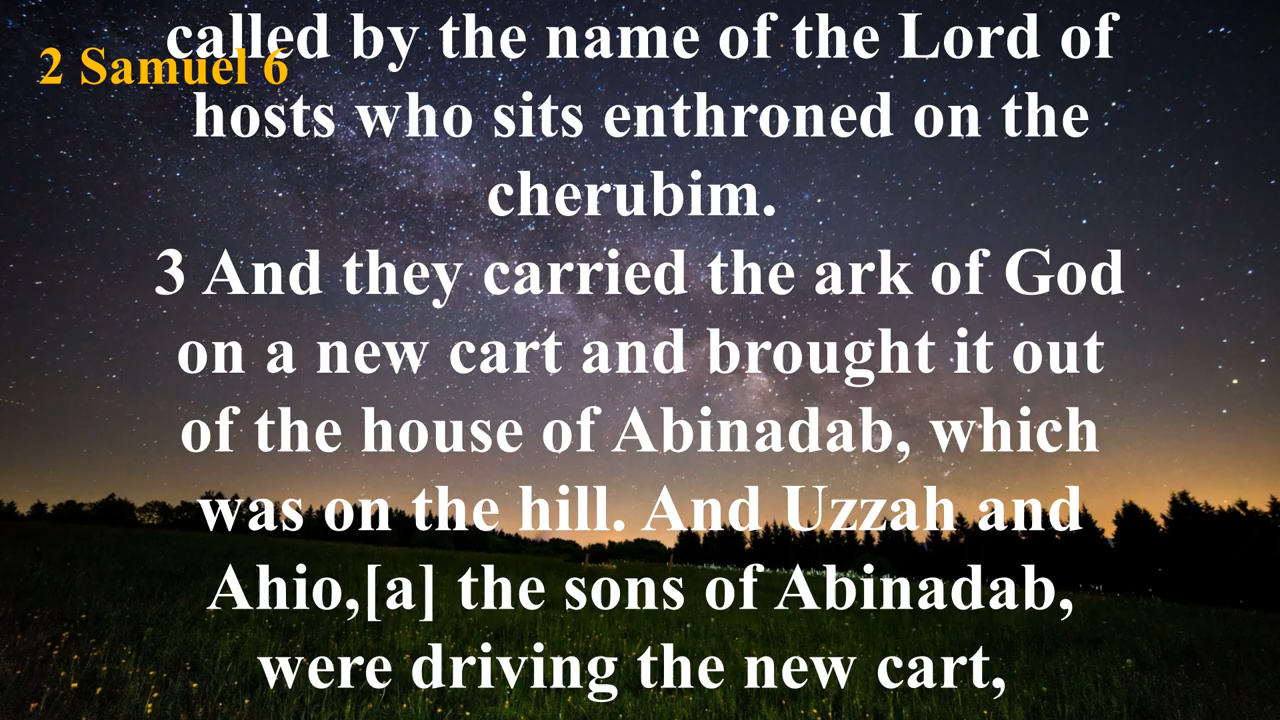 called by the name of the Lord of
2 Samuel 6
hosts who sits enthroned on the
cherubim.
3 And they carried the ark of God
on a new cart and brought it out
of the house of Abinadab, which
was on the hill. And Uzzah and
Ahio,[a] the sons of Abinadab,
were driving the new cart,